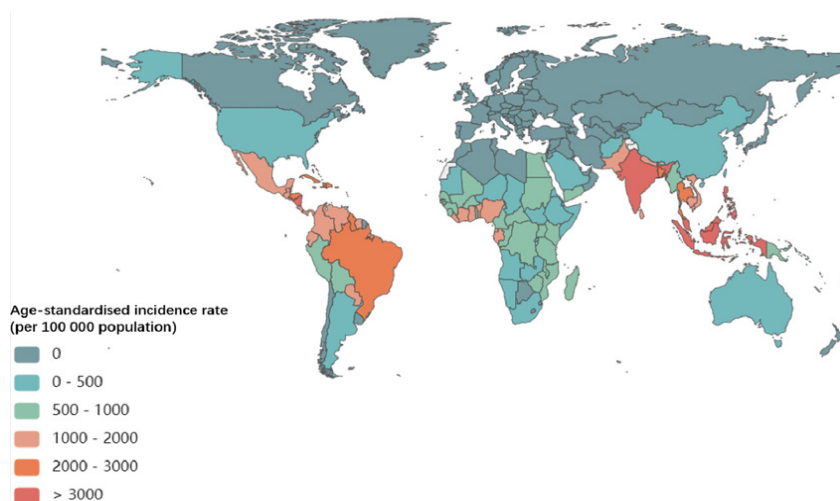 Age-standardised incidence rate
(per 100 000 population)
0
0 - 500
500 - 1000
1000 - 2000
2000 - 3000
> 3000